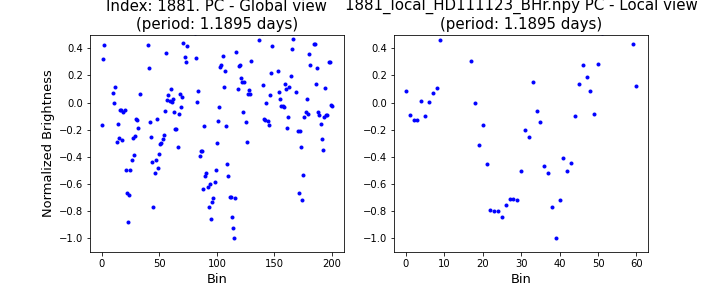 Index: 1881. PC - Global view
(period: 1.1895 days)
1881_local_HD111123_BHr.npy PC - Local view
(period: 1.1895 days)
Normalized Brightness
0.4
0.2
0.0
−0.2
−0.4
−0.6
−0.8
−1.0
0 50 100 150 200
Bin
0.4
0.2
0.0
−0.2
−0.4
−0.6
−0.8
−1.0
0 10 20 30 40 50 60
Bin